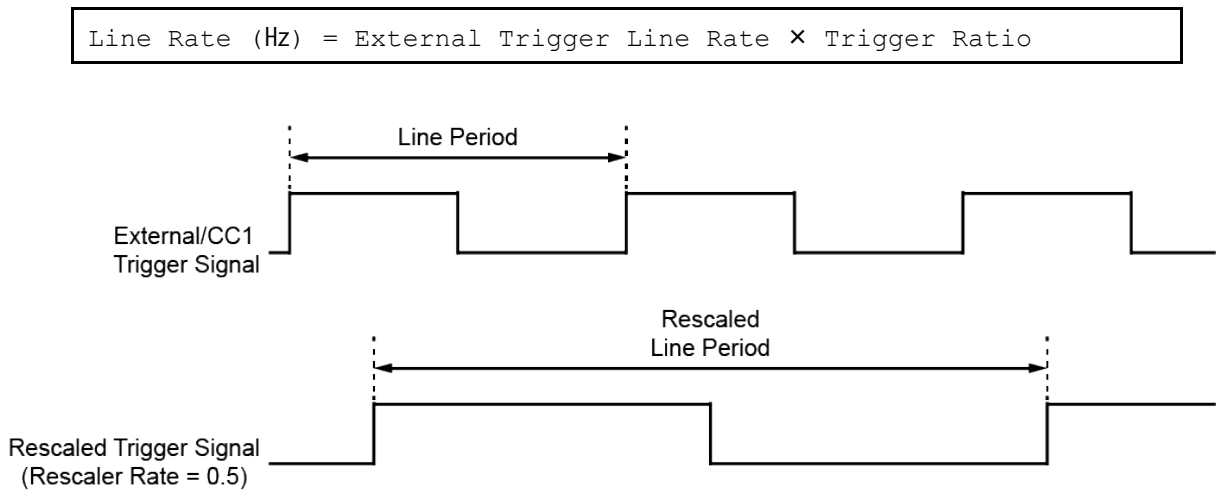 Line Rate (Hz) = External Trigger Line Rate × Trigger Ratio
Line Period
External/CC1
Trigger Signal
Rescaled
Line Period
Rescaled Trigger Signal
(Rescaler Rate = 0.5)